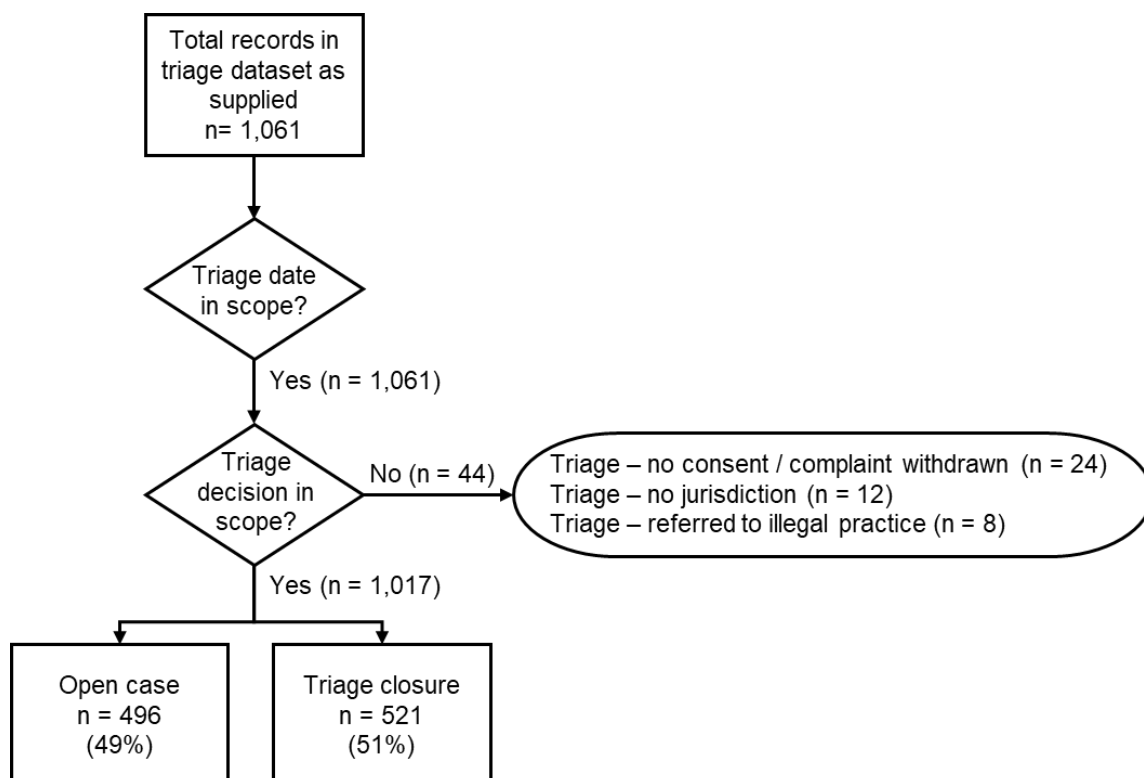 Total records in
triage dataset as
supplied
n= 1,061
Triage date
in scope?
Yes (n = 1,061)
Triage
decision in
scope?
No (n = 44)
Triage – no consent / complaint withdrawn (n = 24)
Triage – no jurisdiction (n = 12)
Triage – referred to illegal practice (n = 8)
Yes (n = 1,017)
Open case
n = 496
(49%)
Triage closure
n = 521
(51%)